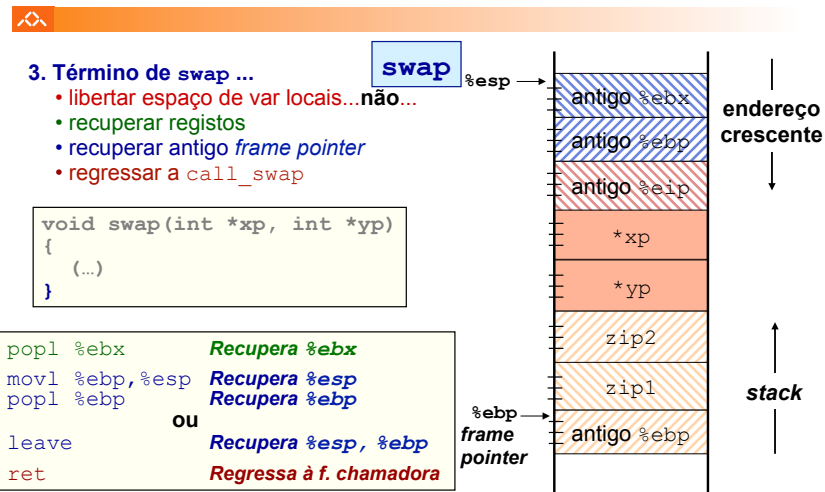 3. Término de swap ...
• libertar espaço de var locais...não...
• recuperar registos
• recuperar antigo frame pointer
• regressar a call_swap
swap
void swap(int *xp, int *yp)
{
(…)
}
popl %ebx Recupera %ebx
movl %ebp,%esp Recupera %esp
popl %ebp Recupera %ebp
ou
leave Recupera %esp, %ebp
ret Regressa à f. chamadora
%esp
antigo %ebx
antigo %ebp
antigo %eip
*xp
*yp
zip2
zip1
antigo %ebp
%ebp
frame
pointer
endereço
crescente
stack